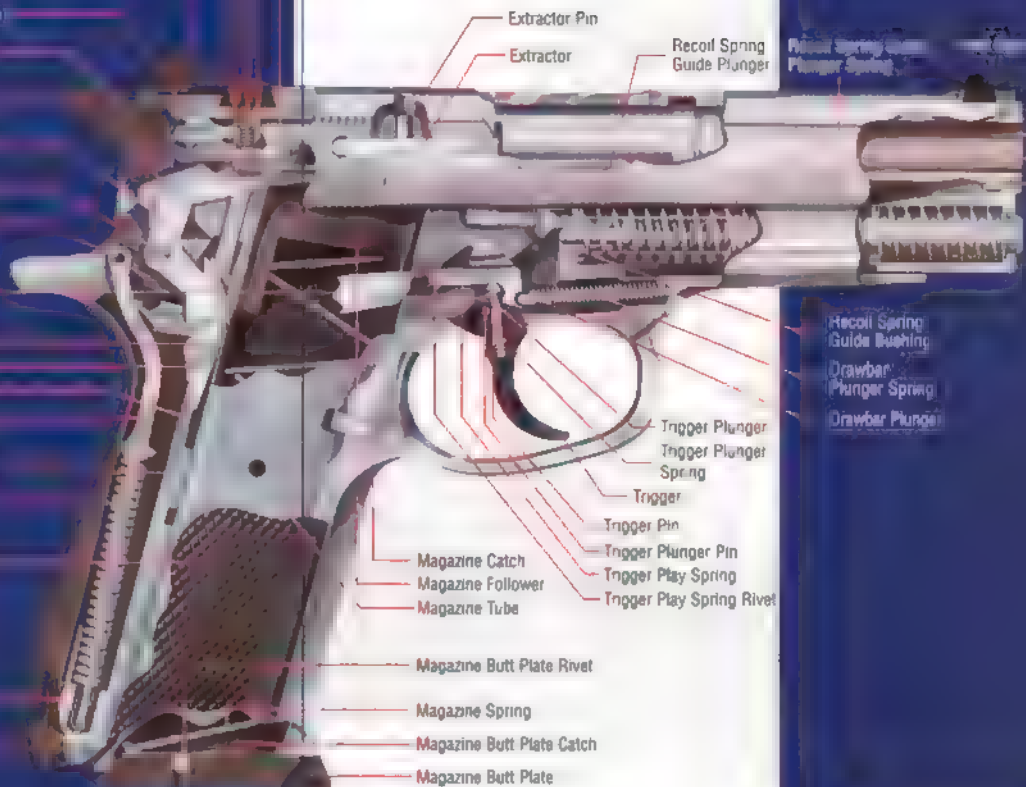 Extractor Pin
Extractor
Recoil Spring
Guide Plunger
Recoil Spring
Guide Bushing
Drawbar
Plunger Spring
Drawbar Plunger
Trigger Plunger
Trigger Plunger
Spring
Trigger
Trigger Pin
Trigger Plunger Pin
Trigger Play Spring
Trigger Play Spring Rivet
Magazine Catch
Magazine Follower
Magazine Tube
Magazine Butt Plate Rivet
Magazine Spring
Magazine Butt Plate Catch
Magazine Butt Plate